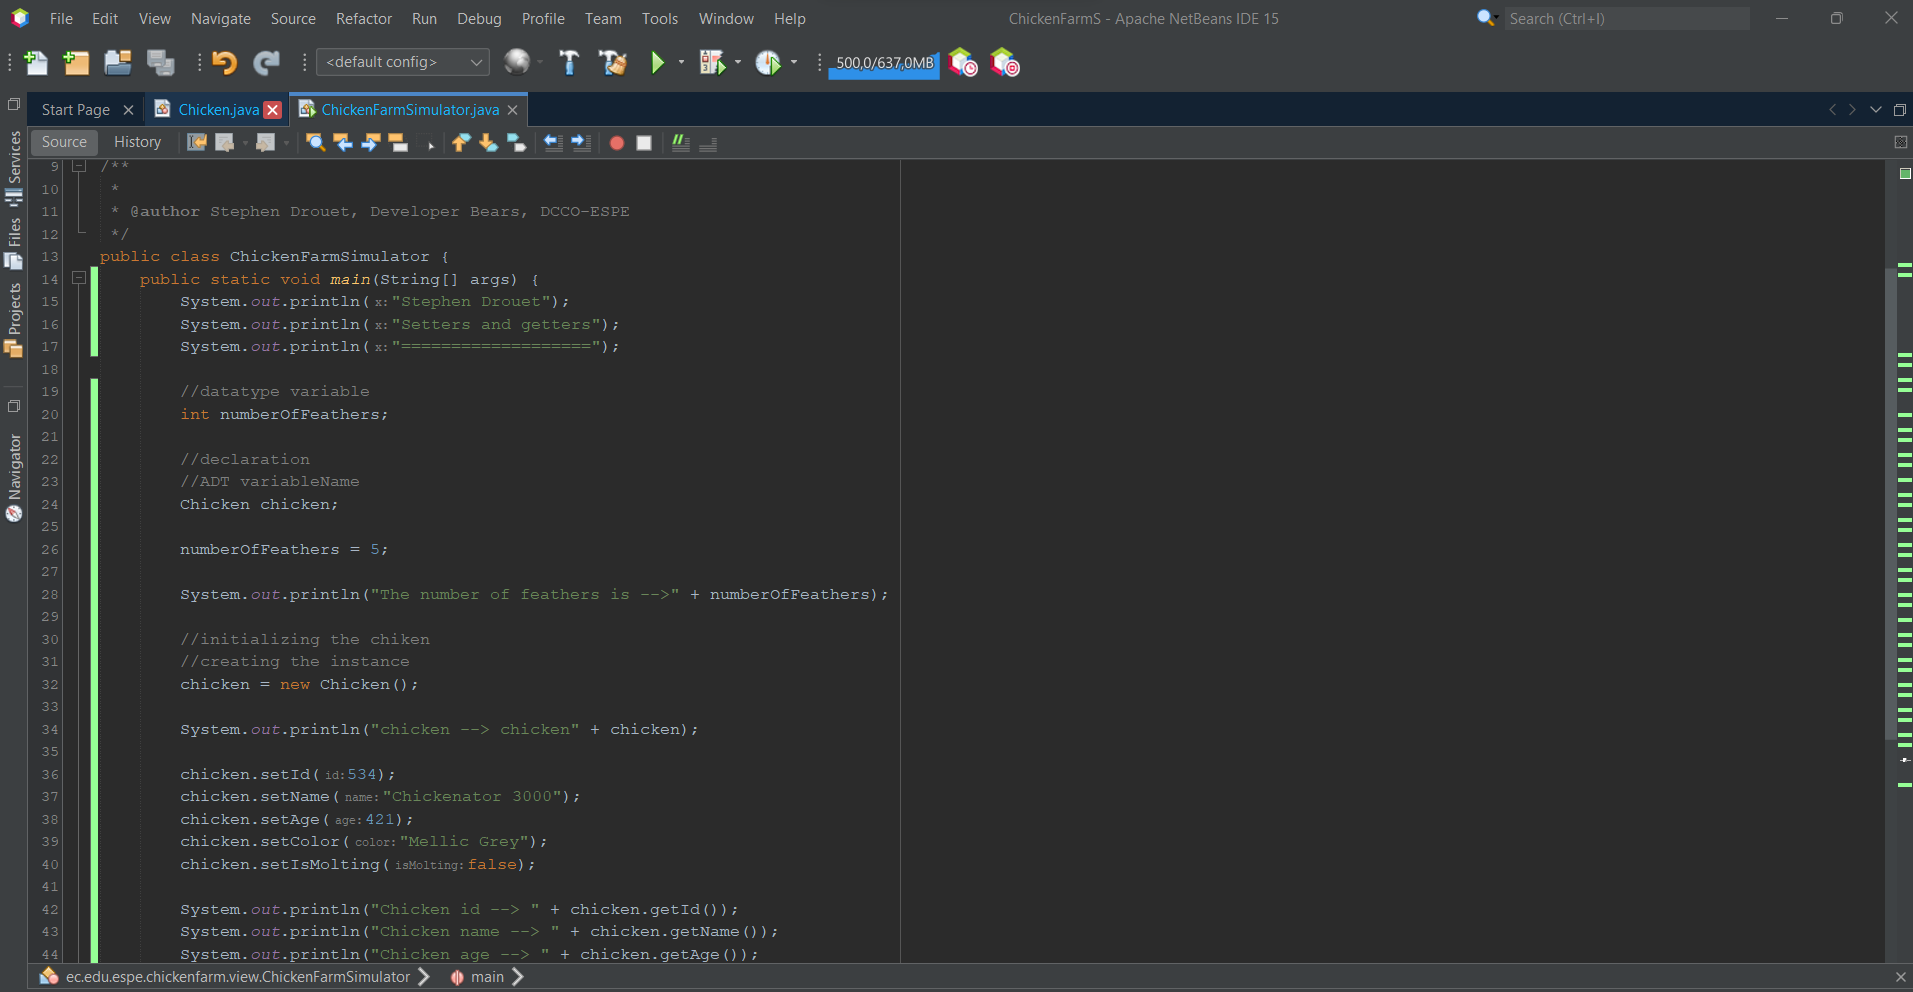 File Edit View Navigate Source Refactor Run Debug Profile Team Tools Window Help
ChickenFarmS - Apache NetBeans IDE 15
Search (Ctrl+I)
<default config>
500,0/637,0MB
Start Page
Chicken.java
ChickenFarmSimulator.java
Source History
Services
Files
Projects
Navigator
9 /**
10 *
11 * @author Stephen Drouet, Developer Bears, DCCO-ESPE
12 */
13 public class ChickenFarmSimulator {
14 public static void main(String[] args) {
15 System.out.println( x: "Stephen Drouet");
16 System.out.println( x: "Setters and getters");
17 System.out.println( x: "===================");
18
19 //datatype variable
20 int numberOfFeathers;
21
22 //declaration
23 //ADT variableName
24 Chicken chicken;
25
26 numberOfFeathers = 5;
27
28 System.out.println("The number of feathers is -->" + numberOfFeathers);
29
30 //initializing the chiken
31 //creating the instance
32 chicken = new Chicken();
33
34 System.out.println("chicken --> chicken" + chicken);
35
36 chicken.setId( id: 534);
37 chicken.setName( name: "Chickenator 3000");
38 chicken.setAge( age: 421);
39 chicken.setColor( color: "Mellic Grey");
40 chicken.setIsMolting( isMolting: false);
41
42 System.out.println("Chicken id --> " + chicken.getId());
43 System.out.println("Chicken name --> " + chicken.getName());
44 System.out.println("Chicken age --> " + chicken.getAge());
ec.edu.espe.chickenfarm.view.ChickenFarmSimulator
main